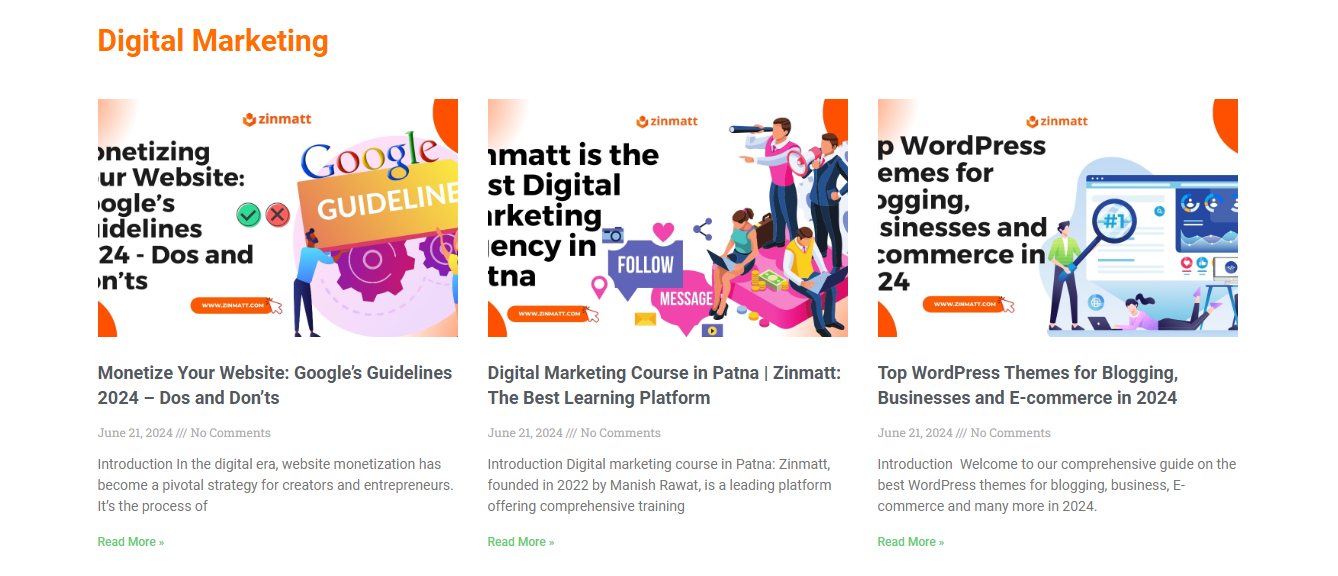 Digital Marketing
zinmatt
onetizing
ur Website:
ogle's
idelines
24 - Dos and
on'ts
WWW.ZINMATT.COM
Google
GUIDELINE
zinmatt
nmatt is the
st Digital
rketing
ency in
tna
WWW.ZINMATT.COM
FOLLOW
MESSAGE
zinmatt
p WordPress
emes for
ogging,
sinesses and
commerce in
24
WWW.ZINMATT.COM
#1
Monetize Your Website: Google’s Guidelines
2024 – Dos and Don’ts
June 21, 2024 /// No Comments
Introduction In the digital era, website monetization has
become a pivotal strategy for creators and entrepreneurs.
It’s the process of
Read More »
Digital Marketing Course in Patna | Zinmatt:
The Best Learning Platform
June 21, 2024 /// No Comments
Introduction Digital marketing course in Patna: Zinmatt,
founded in 2022 by Manish Rawat, is a leading platform
offering comprehensive training
Read More »
Top WordPress Themes for Blogging,
Businesses and E-commerce in 2024
June 21, 2024 /// No Comments
Introduction  Welcome to our comprehensive guide on the
best WordPress themes for blogging, business, E-
commerce and many more in 2024.
Read More »